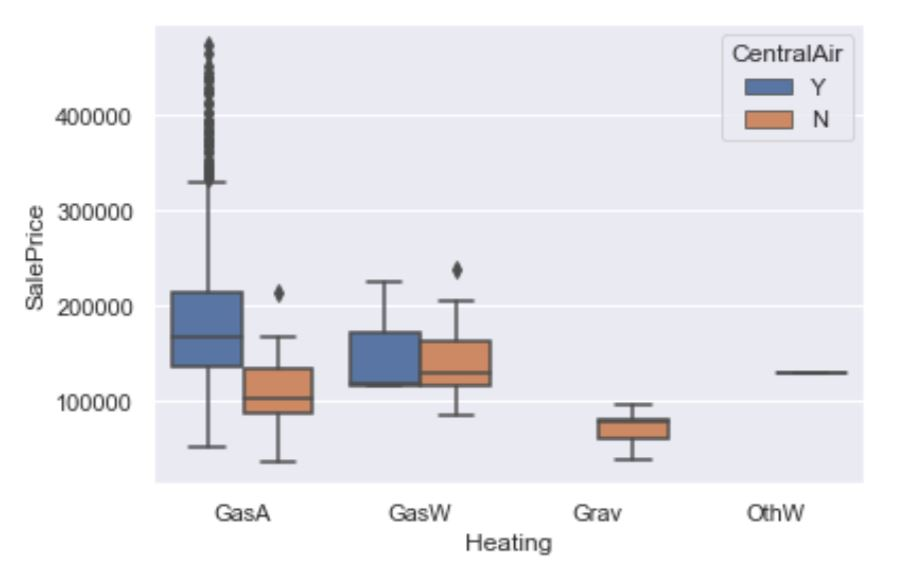 CentralAir
Y
N
400000
300000
200000
100000
SalePrice
GasA GasW Grav OthW
Heating